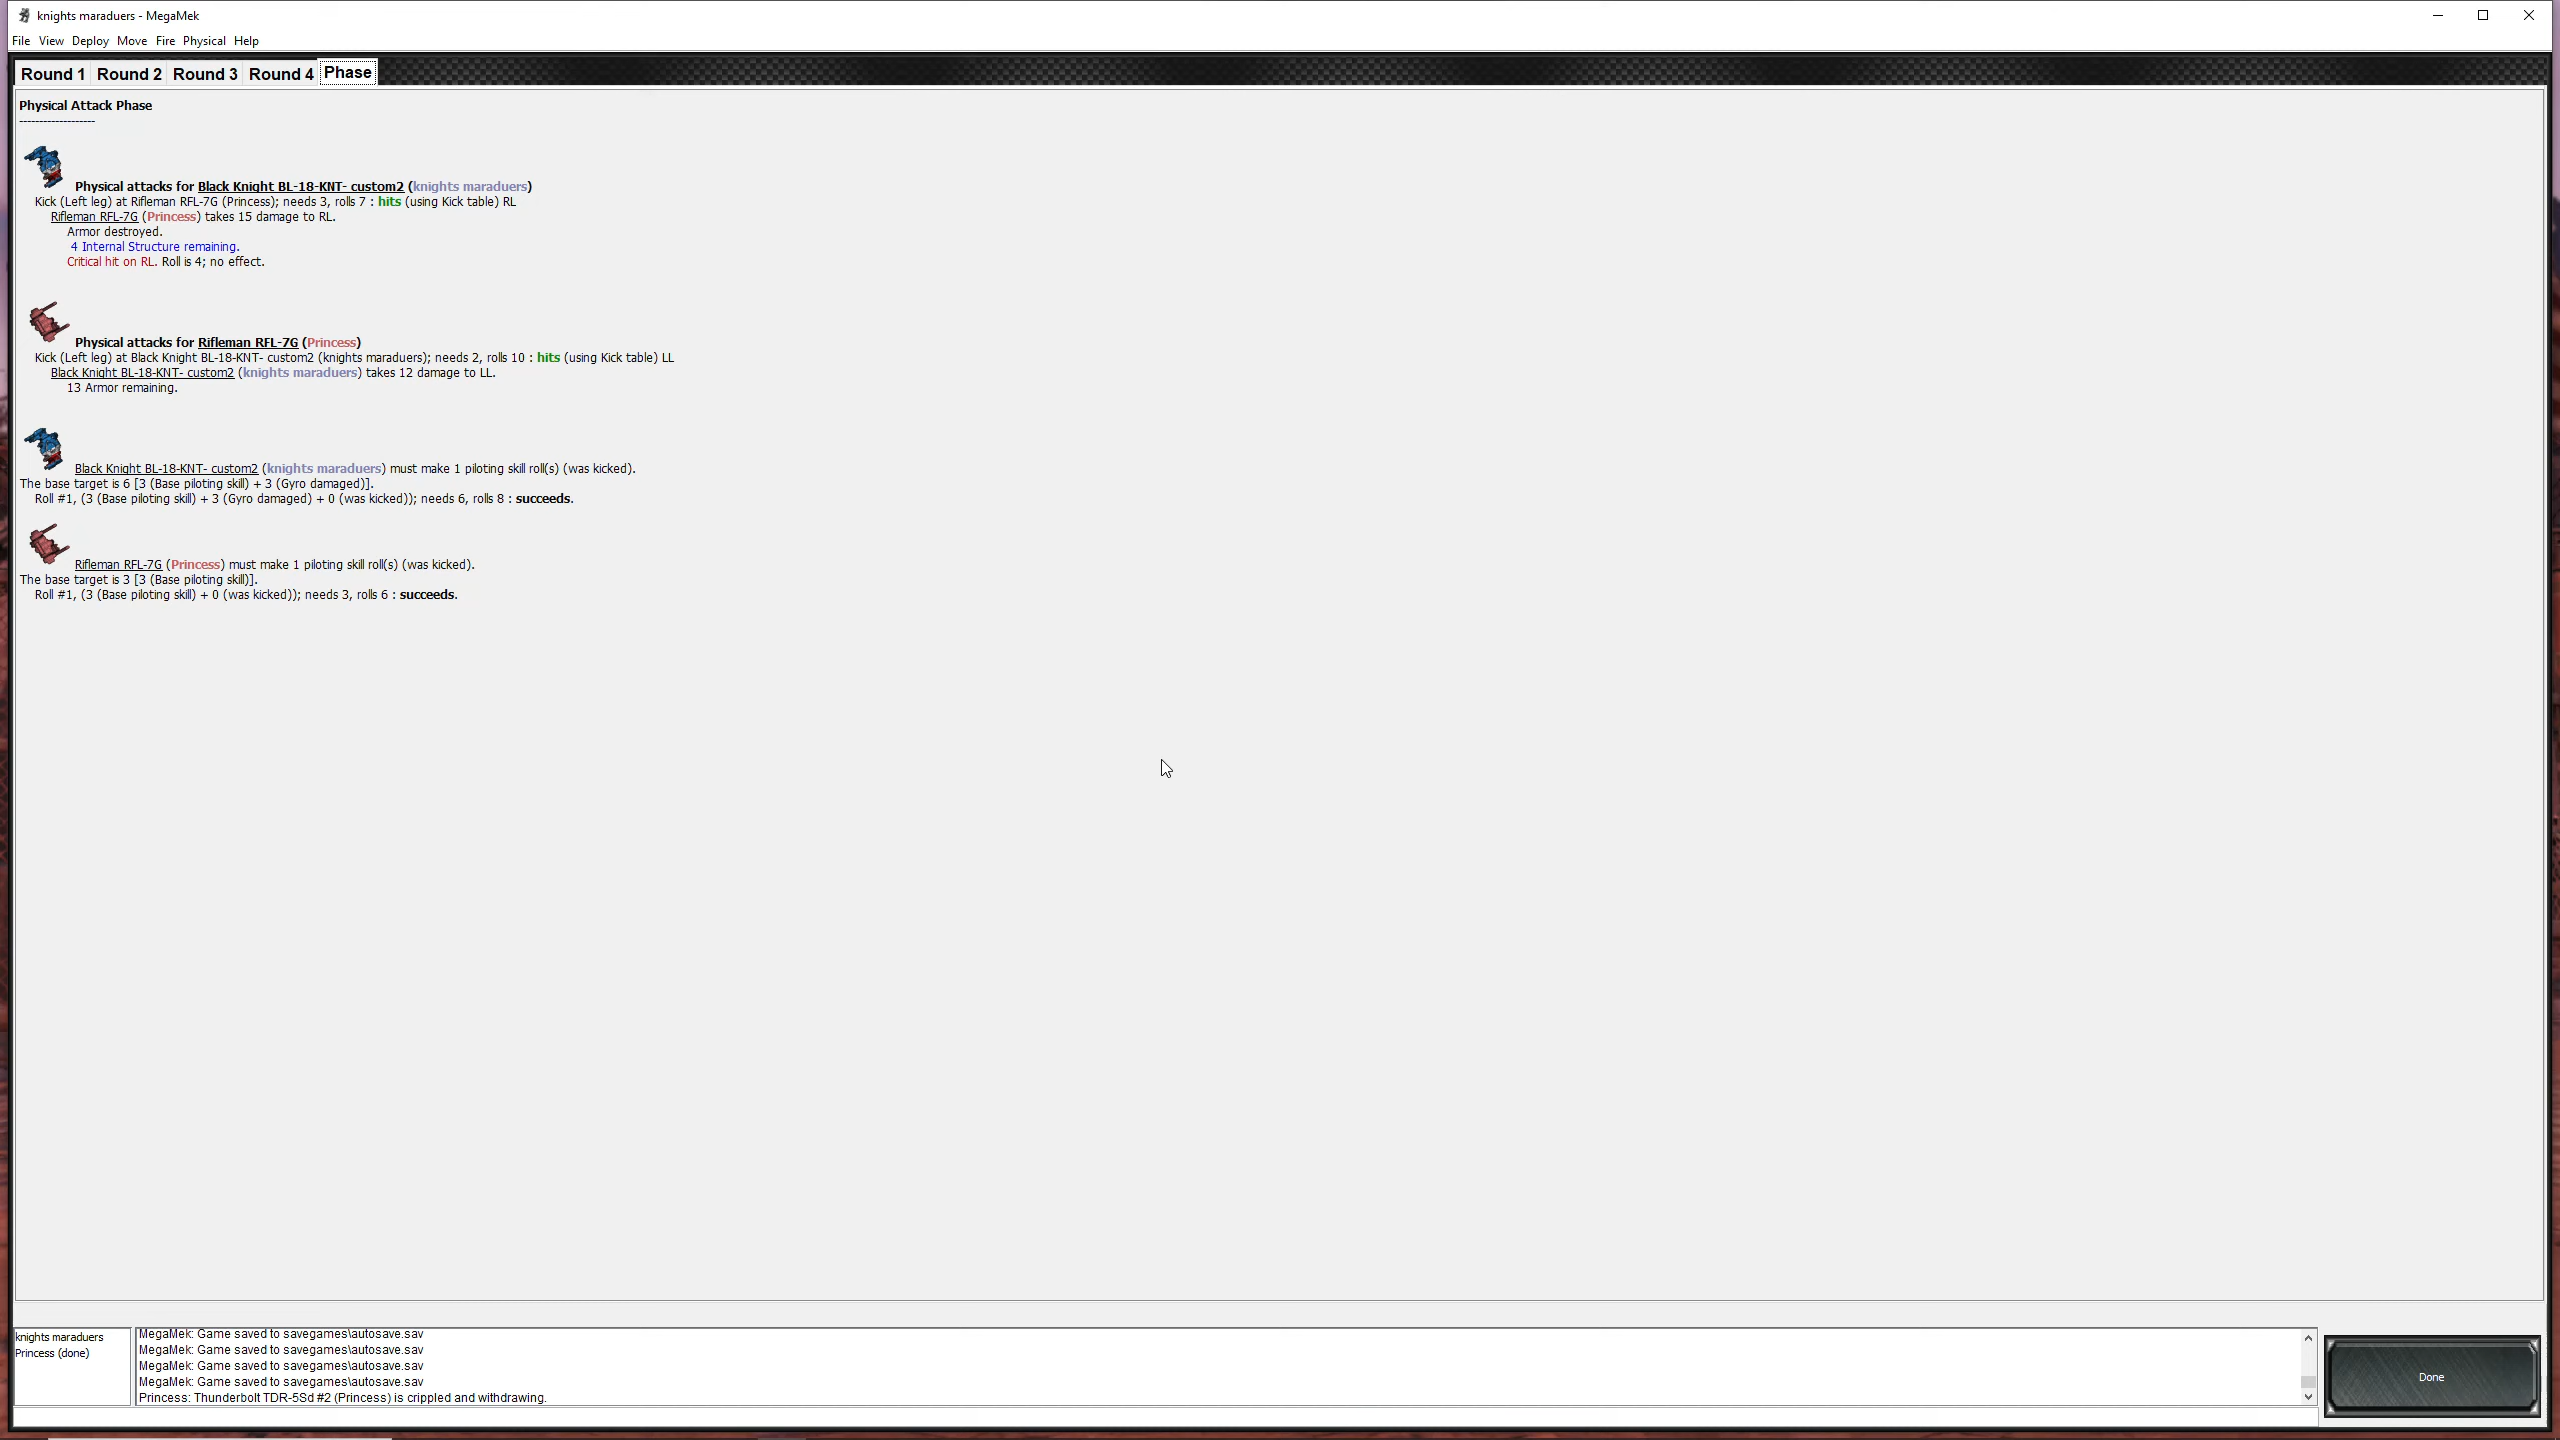 knights maraduers - MegaMek
File View Deploy Move Fire Physical Help
Round 1 Round 2 Round 3 Round 4 Phase
Physical Attack Phase
-------------------
Physical attacks for Black Knight BL-18-KNT- custom2 (knights maraduers)
Kick (Left leg) at Rifleman RFL-7G (Princess); needs 3, rolls 7 : hits (using Kick table) RL
Rifleman RFL-7G (Princess) takes 15 damage to RL.
Armor destroyed.
4 Internal Structure remaining.
Critical hit on RL. Roll is 4; no effect.
Physical attacks for Rifleman RFL-7G (Princess)
Kick (Left leg) at Black Knight BL-18-KNT- custom2 (knights maraduers); needs 2, rolls 10 : hits (using Kick table) LL
Black Knight BL-18-KNT- custom2 (knights maraduers) takes 12 damage to LL.
13 Armor remaining.
Black Knight BL-18-KNT- custom2 (knights maraduers) must make 1 piloting skill roll(s) (was kicked).
The base target is 6 [3 (Base piloting skill) + 3 (Gyro damaged)].
Roll #1, (3 (Base piloting skill) + 3 (Gyro damaged) + 0 (was kicked)); needs 6, rolls 8 : succeeds.
Rifleman RFL-7G (Princess) must make 1 piloting skill roll(s) (was kicked).
The base target is 3 [3 (Base piloting skill)].
Roll #1, (3 (Base piloting skill) + 0 (was kicked)); needs 3, rolls 6 : succeeds.
knights maraduers
Princess (done)
MegaMek: Game saved to savegames\autosave.sav
MegaMek: Game saved to savegames\autosave.sav
MegaMek: Game saved to savegames\autosave.sav
MegaMek: Game saved to savegames\autosave.sav
Princess: Thunderbolt TDR-5Sd #2 (Princess) is crippled and withdrawing.
Done